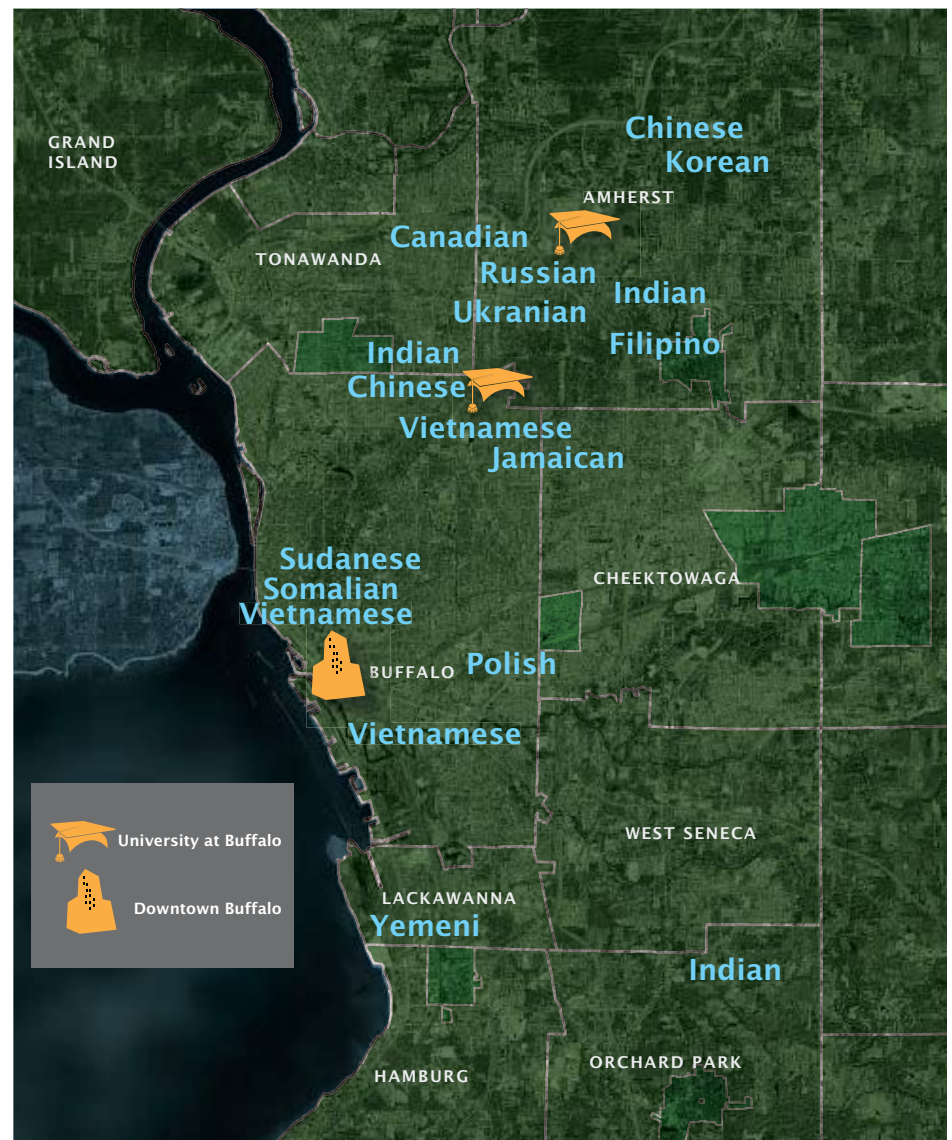 GRAND
ISLAND
Chinese
Korean
AMHERST
Canadian
TONAWANDA
Russian
Indian
Ukranian
Filipino
Indian
Chinese
Vietnamese
Jamaican
Sudanese
Somalian
Vietnamese
CHEEKTOWAGA
BUFFALO
Polish
Vietnamese
University at Buffalo
Downtown Buffalo
WEST SENECA
LACKAWANNA
Yemeni
Indian
HAMBURG
ORCHARD PARK